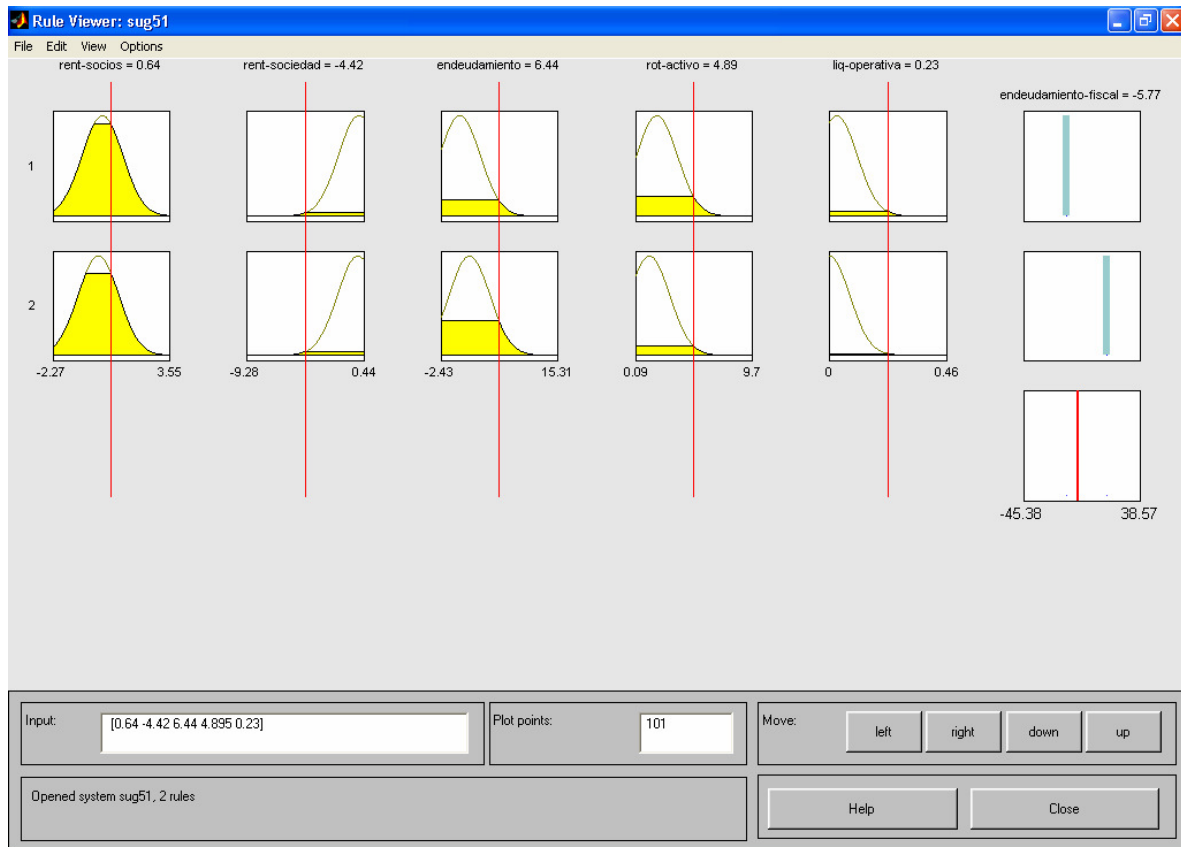 Rule Viewer: sug51
File Edit View Options
rent-socios = 0.64 rent-sociedad = -4.42 endeudamiento = 6.44 rot-activo = 4.89 liq-operativa = 0.23
endeudamiento-fiscal = -5.77
1
2
-2.27 3.55 -9.28 0.44 -2.43 15.31 0.09 9.7 0 0.46
-45.38 38.57
Input: [0.64 -4.42 6.44 4.895 0.23] Plot points: 101 Move: left right down up
Opened system sug51, 2 rules
Help Close